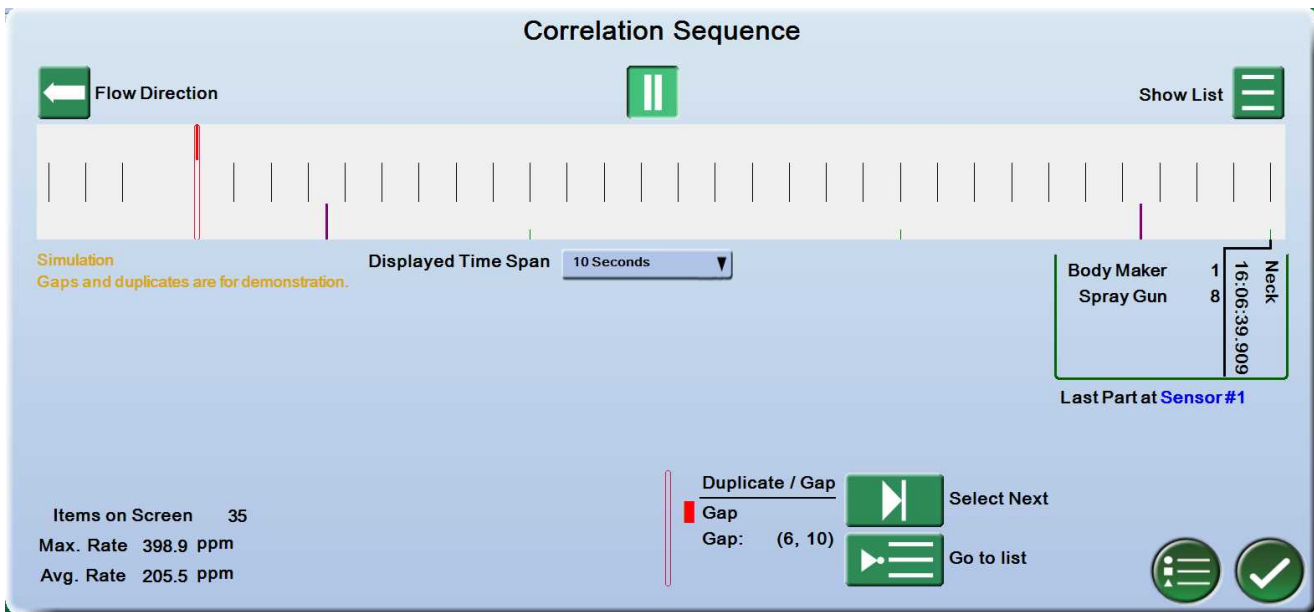 Correlation Sequence
Flow Direction
Show List
Simulation
Gaps and duplicates are for demonstration.
Displayed Time Span 10 Seconds
Body Maker 1
Spray Gun 8
Neck
16:06:39.909
Last Part at Sensor #1
Items on Screen 35
Max. Rate 398.9 ppm
Avg. Rate 205.5 ppm
Duplicate / Gap
Gap
Gap: (6, 10)
Select Next
Go to list